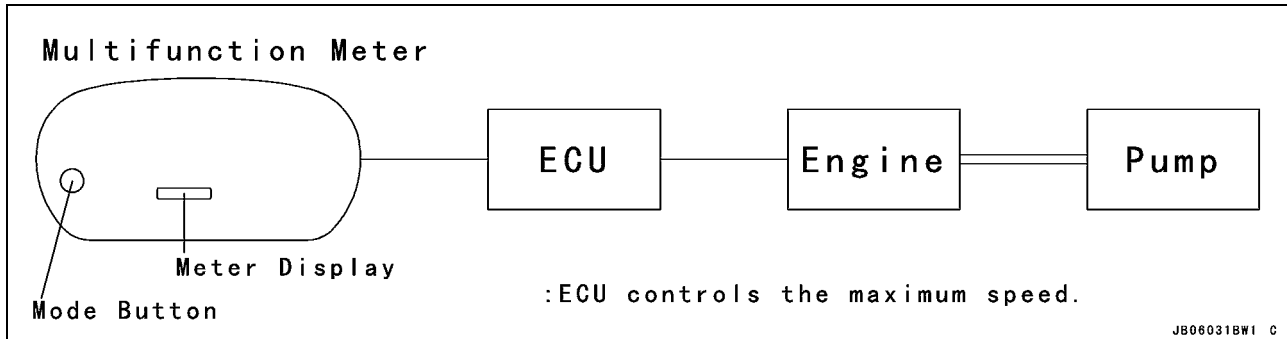 Multifunction Meter
ECU
Engine
Pump
Meter Display
Mode Button
:ECU controls the maximum speed.
JB06031BW1 C